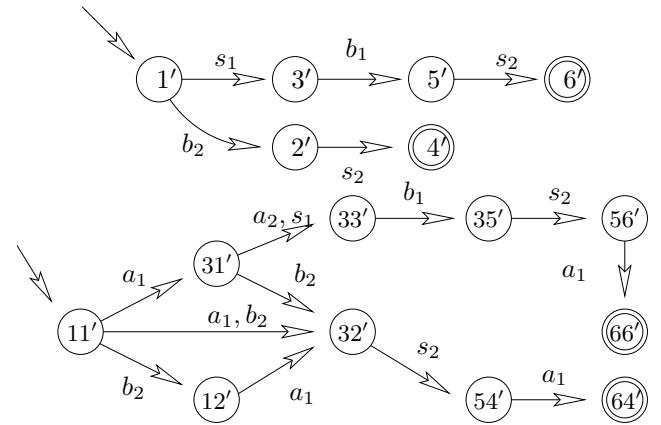 s₁ b₁ s₂
1′ 3′ 5′ 6′
b₂ 2′ 4′
s₂
a₂, s₁ 33′ b₁ 35′ s₂ 56′
a₁ 31′ b₂ a₁
11′ a₁, b₂ 32′ 66′
b₂ 12′ a₁ s₂ 54′ a₁ 64′